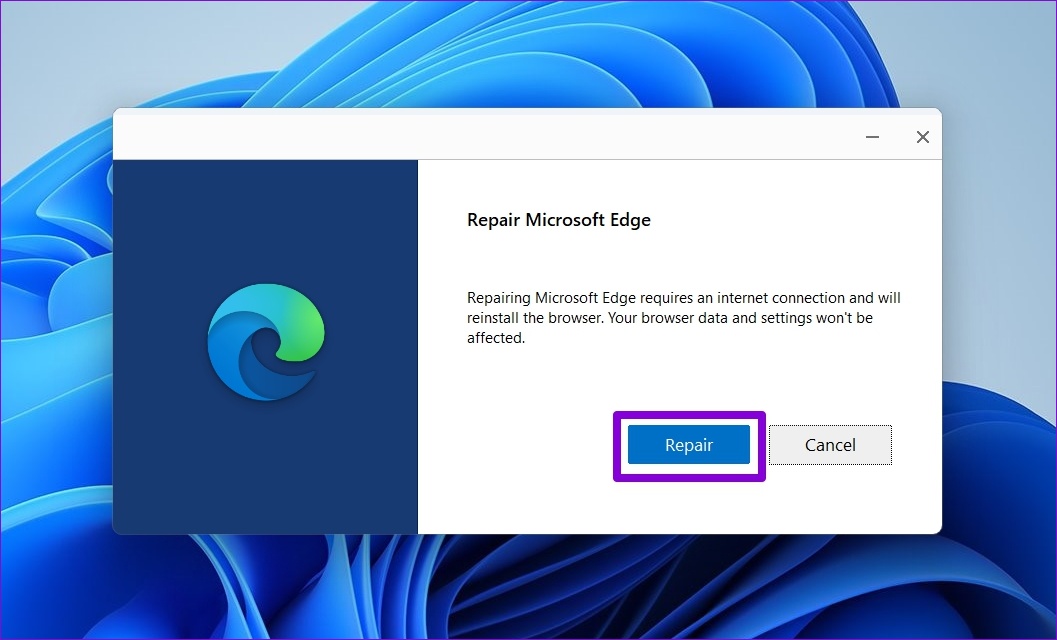 Repair Microsoft Edge
Repairing Microsoft Edge requires an internet connection and will
reinstall the browser. Your browser data and settings won't be
affected.
Repair
Cancel